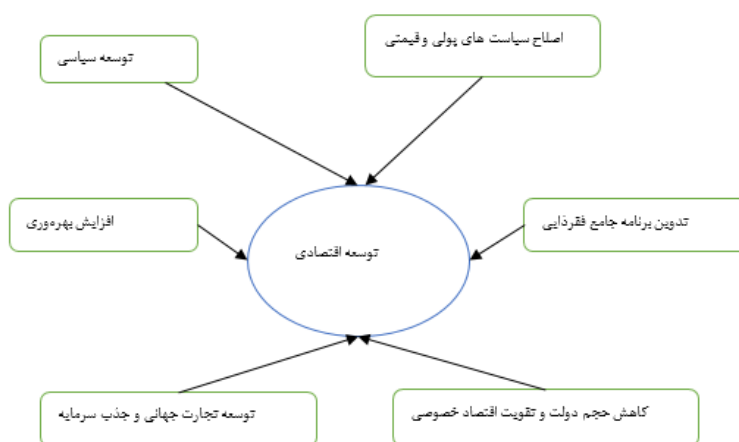 اصلاح سیاست های پولی و قیمتی
توسعه سیاسی
تدوین برنامه جامع فقرذایی
افزایش بهره‌وری
توسعه اقتصادی
کاهش حجم دولت و تقویت اقتصاد خصوصی
توسعه تجارت جهانی و جذب سرمایه